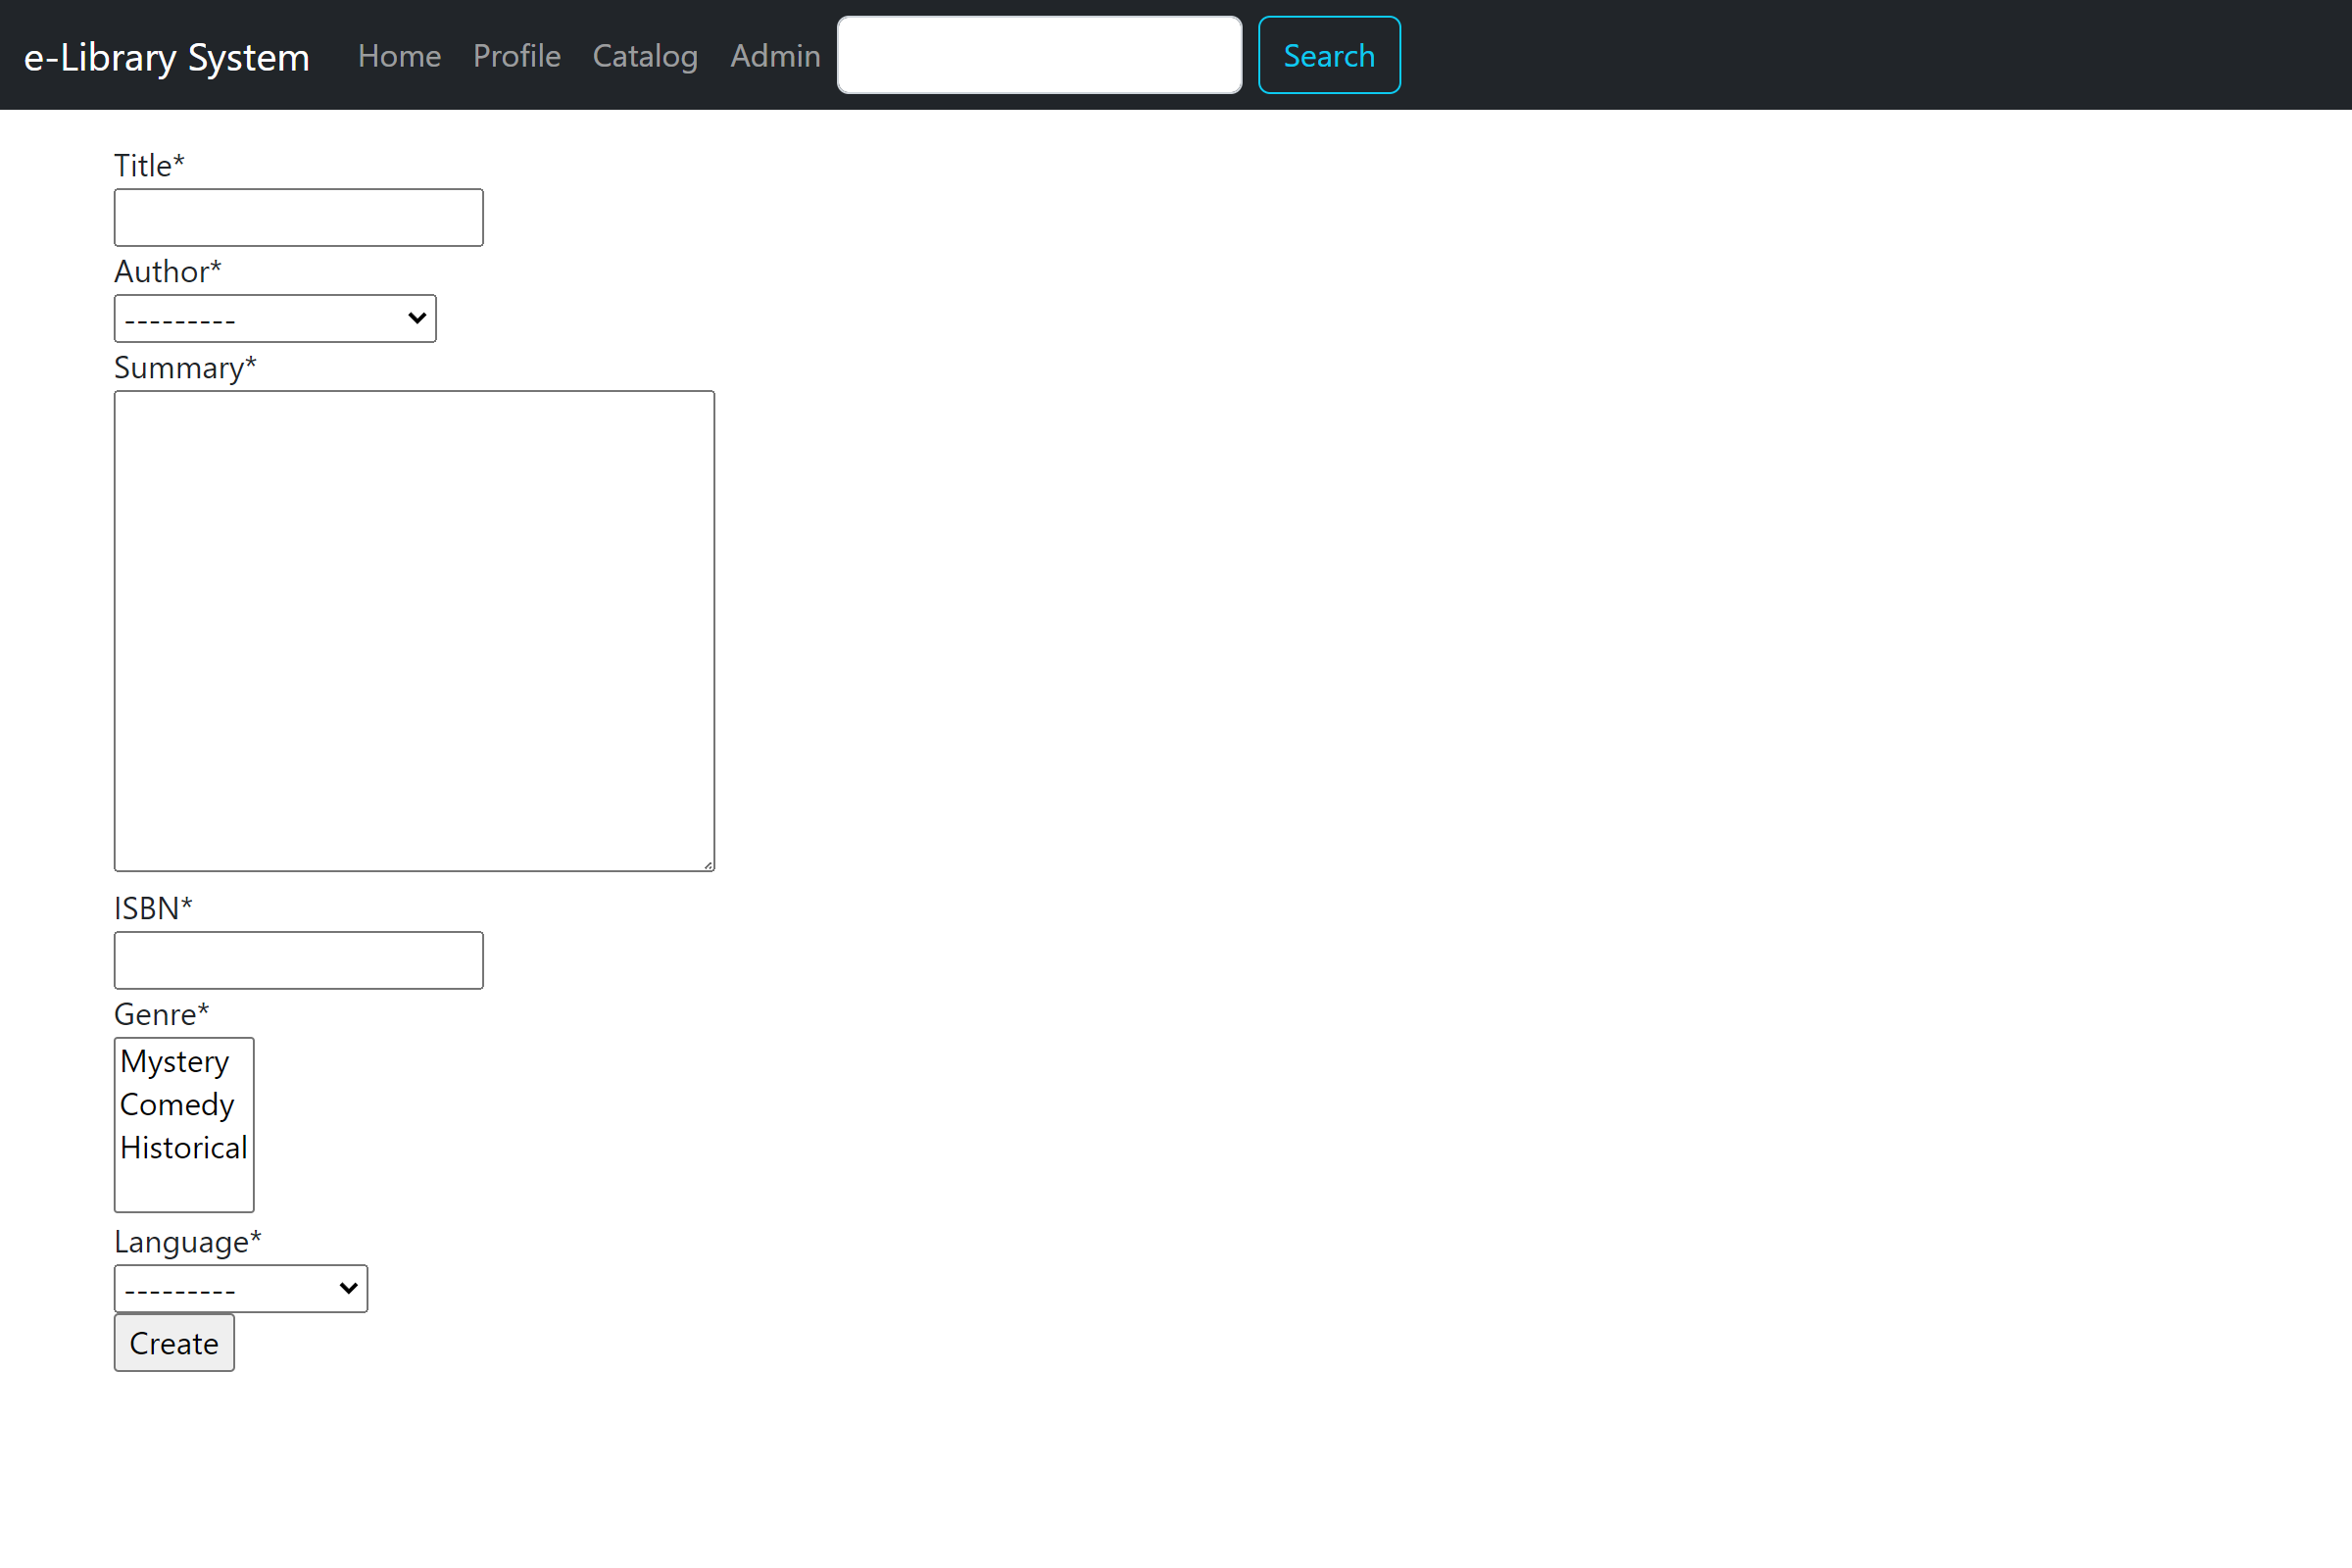 e-Library System Home Profile Catalog Admin Search
Title*
Author*
---------
Summary*
ISBN*
Genre*
Mystery
Comedy
Historical
Language*
---------
Create